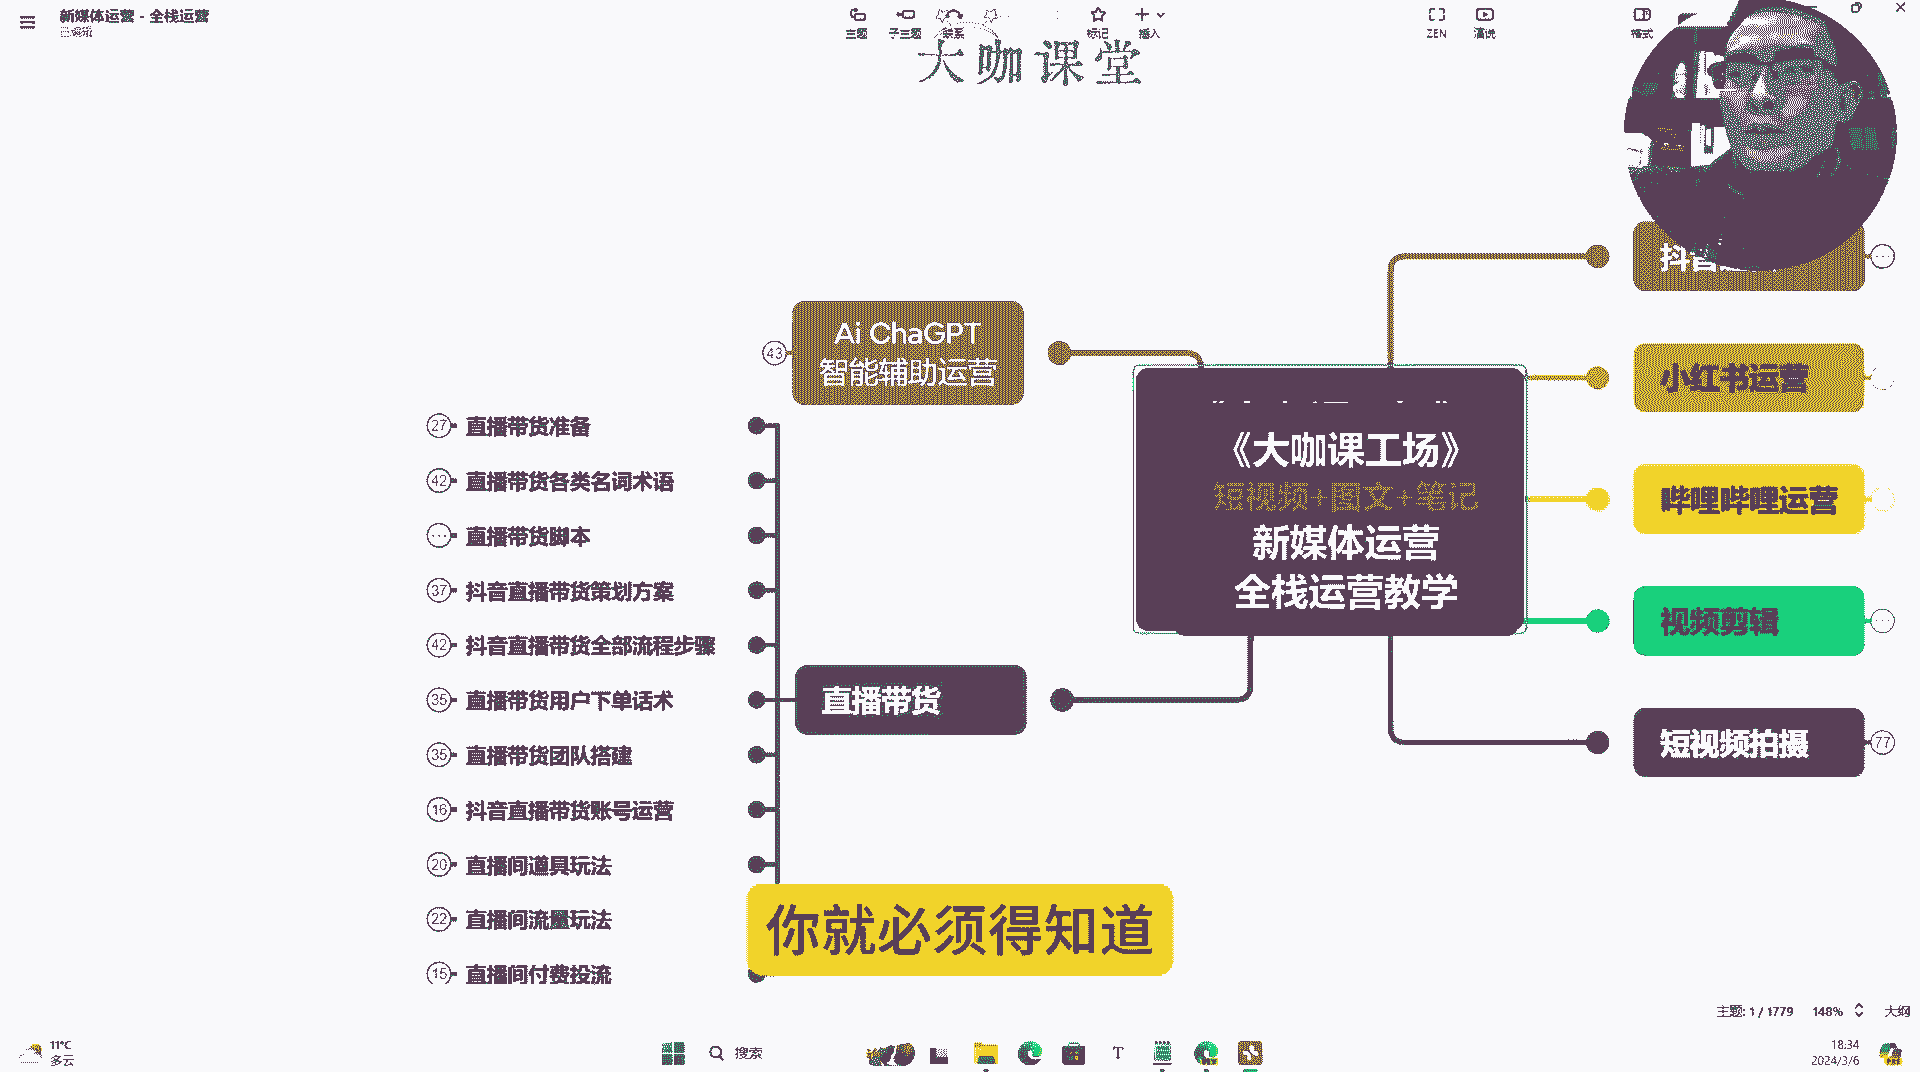 新媒体运营 - 全栈运营
已编辑
主题
子主题
联系
标记
插入
ZEN
演说
格式
大咖课堂
Ai ChaGPT
智能辅助运营
43
27
直播带货准备
42
直播带货各类名词术语
直播带货脚本
37
抖音直播带货策划方案
42
抖音直播带货全部流程步骤
35
直播带货用户下单话术
35
直播带货团队搭建
16
抖音直播带货账号运营
20
直播间道具玩法
22
直播间流量玩法
15
直播间付费投流
直播带货
《大咖课工场》
短视频+图文+笔记
新媒体运营
全栈运营教学
抖音
小红书运营
哔哩哔哩运营
视频剪辑
短视频拍摄
77
你就必须得知道
主题: 1 / 1779
148%
大纲
11°C
多云
搜索
18:34
2024/3/6